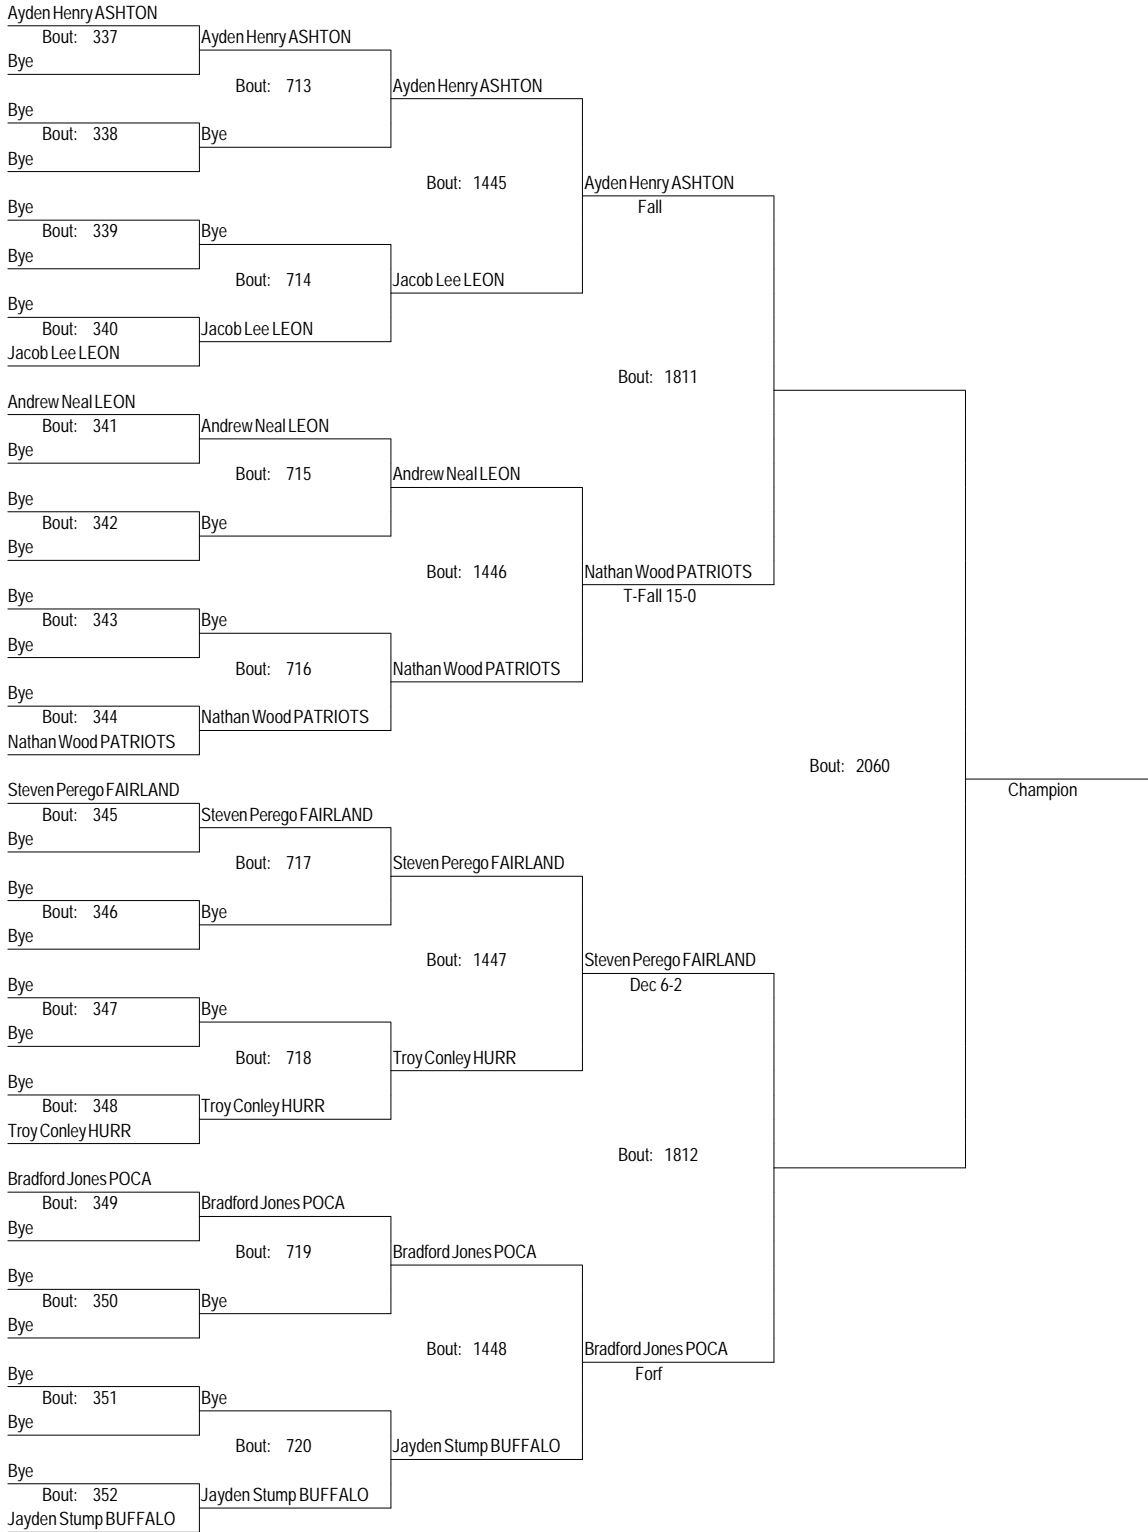 Ayden Henry ASHTON
Bout: 337
Ayden Henry ASHTON
Bye
Bout: 713
Ayden Henry ASHTON
Bye
Bout: 338
Bye
Bye
Bout: 1445
Ayden Henry ASHTON
Fall
Bye
Bout: 339
Bye
Bye
Bout: 714
Jacob Lee LEON
Bye
Bout: 340
Jacob Lee LEON
Jacob Lee LEON
Bout: 1811
Andrew Neal LEON
Bout: 341
Andrew Neal LEON
Bye
Bout: 715
Andrew Neal LEON
Bye
Bout: 342
Bye
Bye
Bout: 1446
Nathan Wood PATRIOTS
T-Fall 15-0
Bye
Bout: 343
Bye
Bye
Bout: 716
Nathan Wood PATRIOTS
Bye
Bout: 344
Nathan Wood PATRIOTS
Nathan Wood PATRIOTS
Bout: 2060
Champion
Steven Perego FAIRLAND
Bout: 345
Steven Perego FAIRLAND
Bye
Bout: 717
Steven Perego FAIRLAND
Bye
Bout: 346
Bye
Bye
Bout: 1447
Steven Perego FAIRLAND
Dec 6-2
Bye
Bout: 347
Bye
Bye
Bout: 718
Troy Conley HURR
Bye
Bout: 348
Troy Conley HURR
Troy Conley HURR
Bout: 1812
Bradford Jones POCA
Bout: 349
Bradford Jones POCA
Bye
Bout: 719
Bradford Jones POCA
Bye
Bout: 350
Bye
Bye
Bout: 1448
Bradford Jones POCA
Forf
Bye
Bout: 351
Bye
Bye
Bout: 720
Jayden Stump BUFFALO
Bye
Bout: 352
Jayden Stump BUFFALO
Jayden Stump BUFFALO